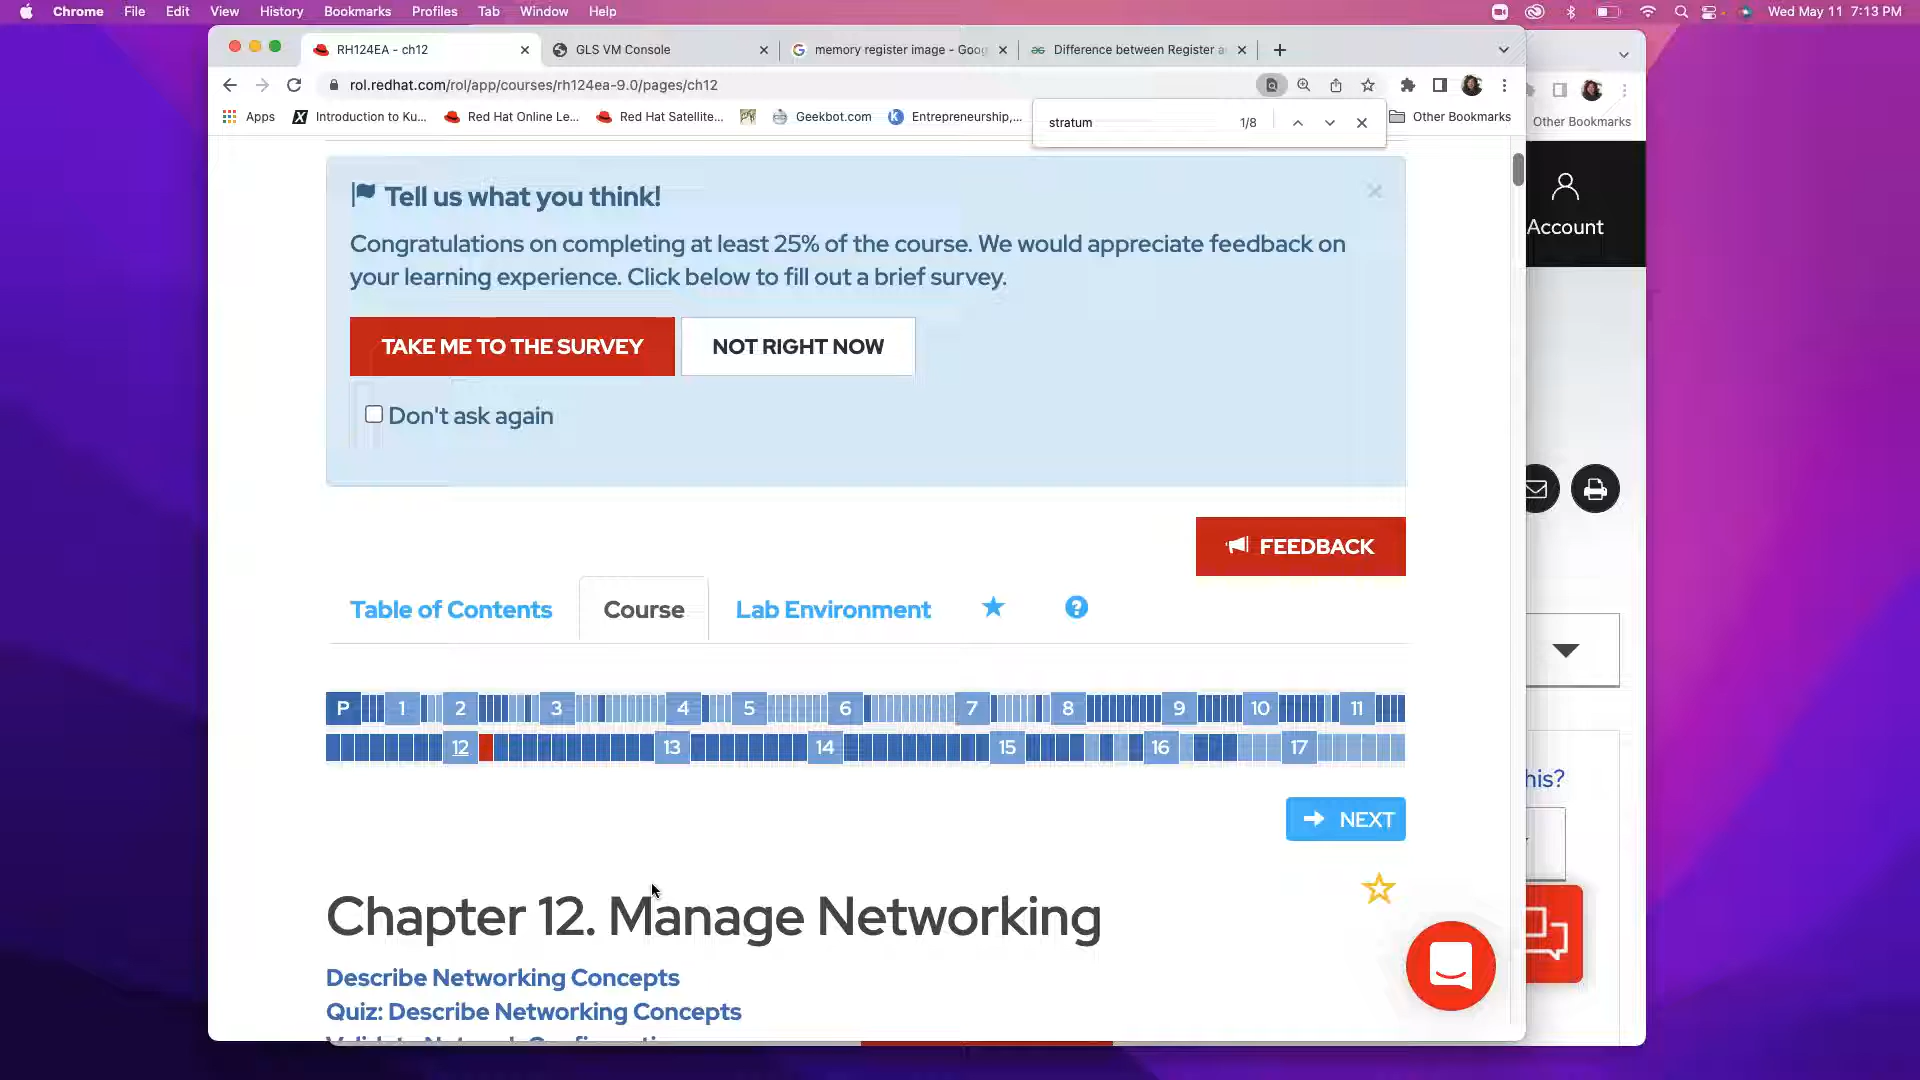 Chrome File Edit View History Bookmarks Profiles Tab Window Help Wed May 11 7:13 PM
RH124EA - ch12 GLS VM Console memory register image - Goog Difference between Register a
rol.redhat.com/rol/app/courses/rh124ea-9.0/pages/ch12
Apps Introduction to Ku... Red Hat Online Le... Red Hat Satellite... Geekbot.com Entrepreneurship,... Other Bookmarks
Other Bookmarks
stratum 1/8
Account
Tell us what you think!
Congratulations on completing at least 25% of the course. We would appreciate feedback on
your learning experience. Click below to fill out a brief survey.
TAKE ME TO THE SURVEY NOT RIGHT NOW
Don't ask again
FEEDBACK
Table of Contents Course Lab Environment
P 1 2 3 4 5 6 7 8 9 10 11
12 13 14 15 16 17
his?
NEXT
Chapter 12. Manage Networking
Describe Networking Concepts
Quiz: Describe Networking Concepts